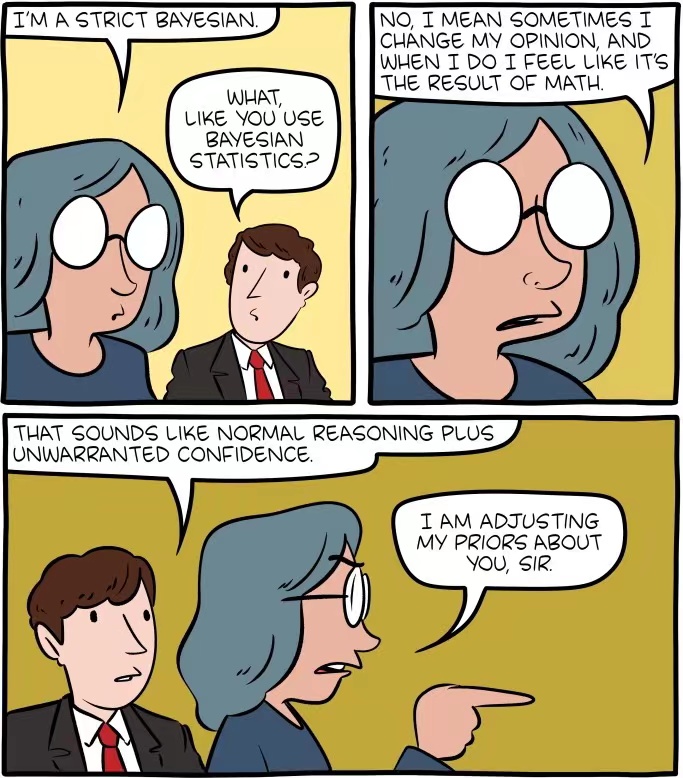 I'M A STRICT BAYESIAN.
WHAT,
LIKE YOU USE
BAYESIAN
STATISTICS?
NO, I MEAN SOMETIMES I
CHANGE MY OPINION, AND
WHEN I DO I FEEL LIKE IT'S
THE RESULT OF MATH.
THAT SOUNDS LIKE NORMAL REASONING PLUS
UNWARRANTED CONFIDENCE.
I AM ADJUSTING
MY PRIORS ABOUT
YOU, SIR.